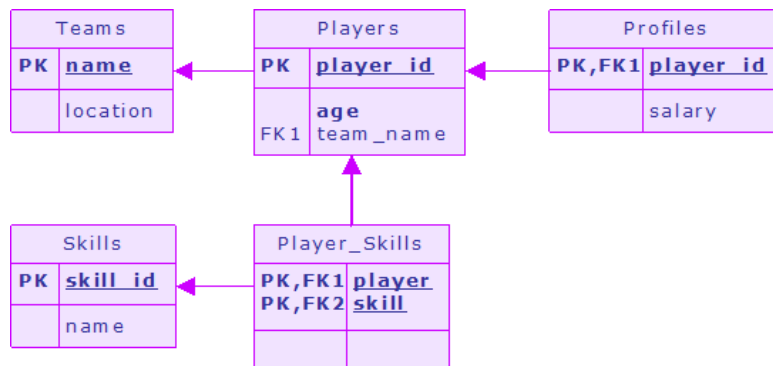 Teams
PK name
location
Players
PK player_id
age
FK1 team_name
Profiles
PK,FK1 player_id
salary
Skills
PK skill_id
name
Player_Skills
PK,FK1 player
PK,FK2 skill